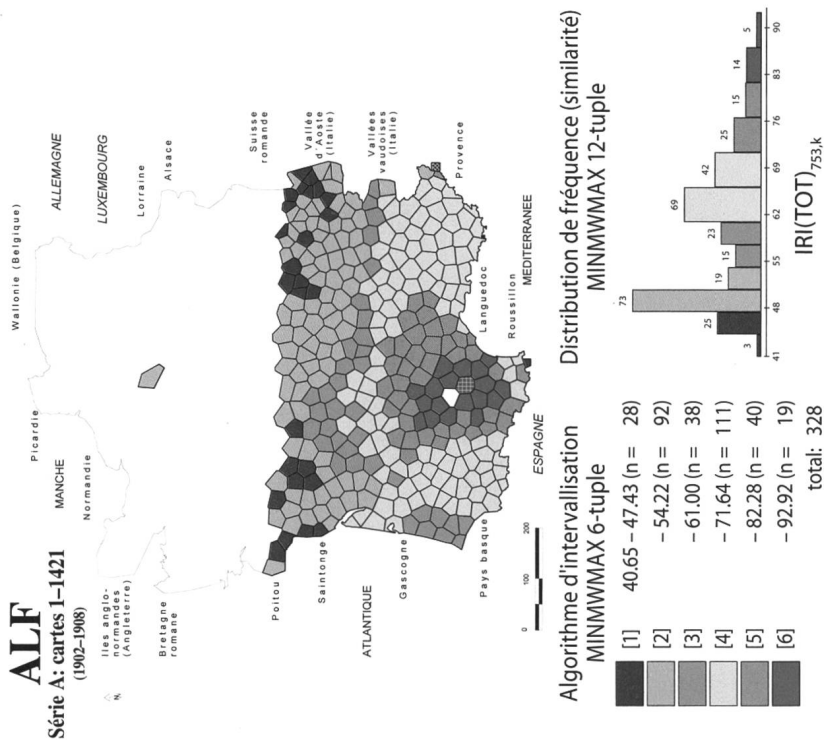 ALF
Série A: cartes 1–1421
(1902–1908)
N
Wallonie (Belgique)
Picardie
MANCHE
Normandie
Iles anglo-
normandes
(Angleterre)
Bretagne
romane
ALLEMAGNE
LUXEMBOURG
Lorraine
Alsace
Suisse
romande
Vallée
d'Aoste
(Italie)
Vallées
vaudoises
(Italie)
Provence
Poitou
Saintonge
ATLANTIQUE
Gascogne
Pays basque
Languedoc
Roussillon
MEDITERRANEE
ESPAGNE
0 100 200
Algorithme d'intervallisation
MINMWMAX 6-tuple
[1] 40.65 – 47.43 (n = 28)
[2] – 54.22 (n = 92)
[3] – 61.00 (n = 38)
[4] – 71.64 (n = 111)
[5] – 82.28 (n = 40)
[6] – 92.92 (n = 19)
total: 328
Distribution de fréquence (similarité)
MINMWMAX 12-tuple
3 25 73 19 15 23 69 42 25 15 14 5
41 48 55 62 69 76 83 90
IRI(TOT)753,k